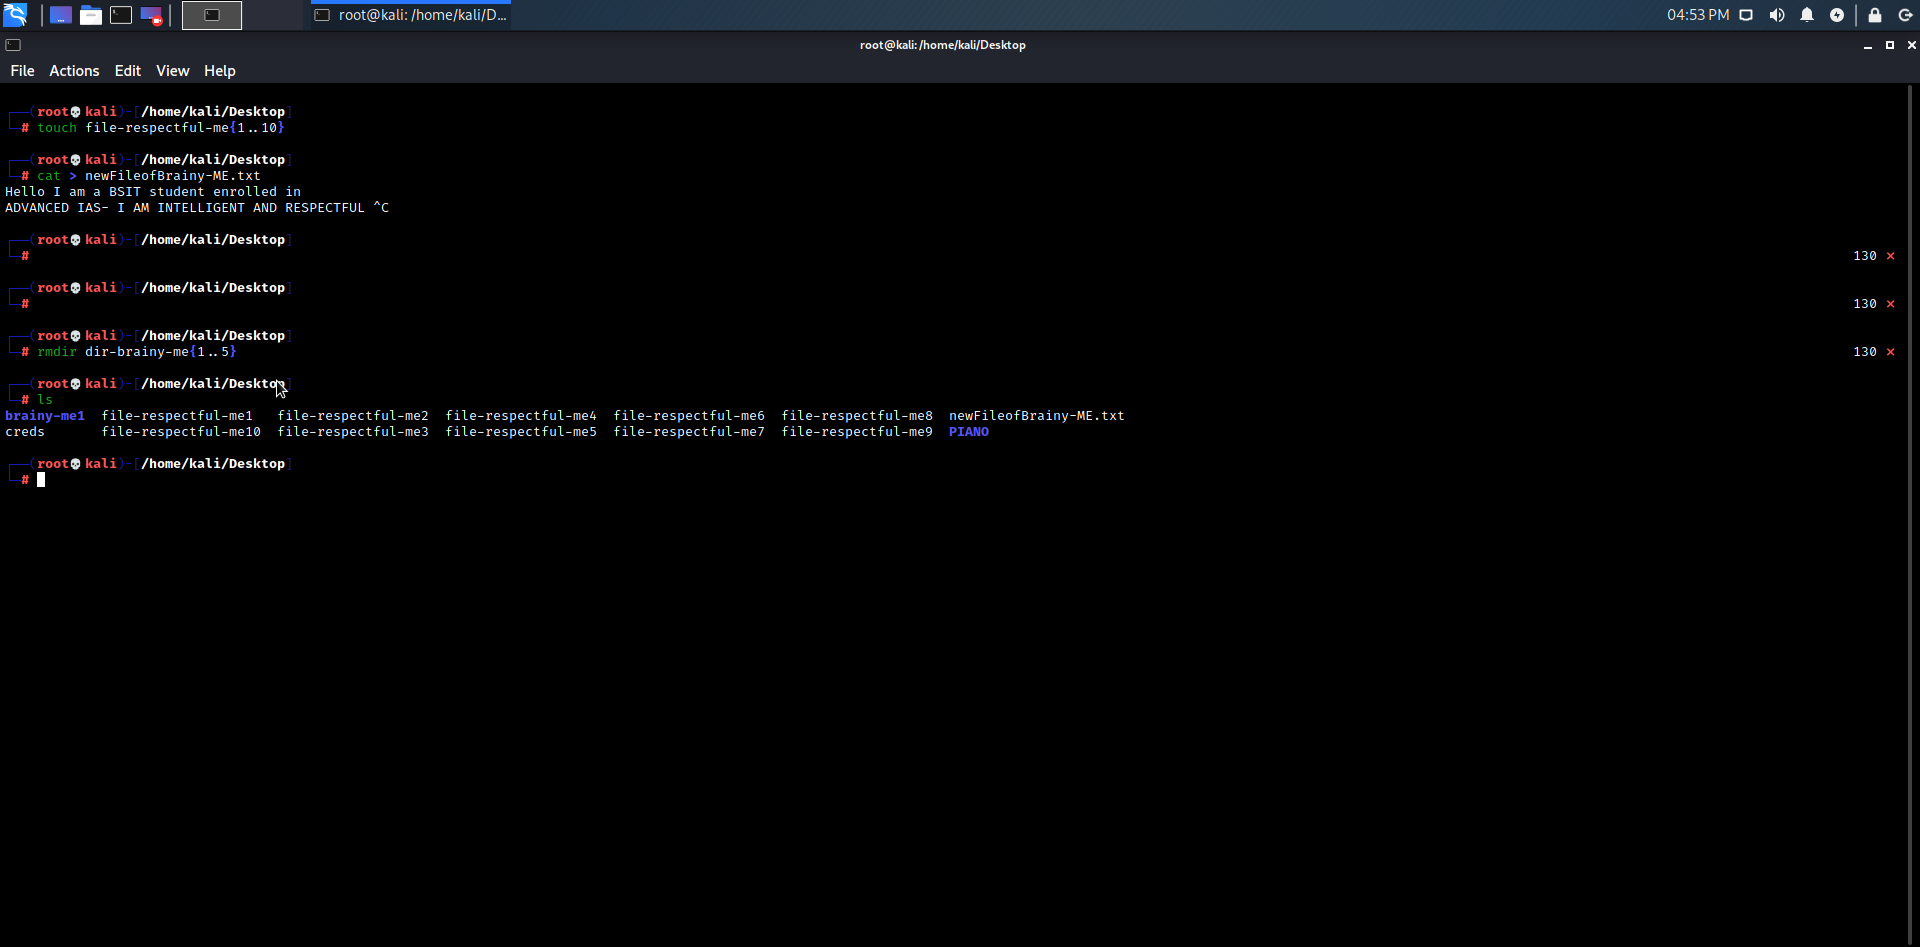 root@kali: /home/kali/D...
04:53 PM
root@kali: /home/kali/Desktop
File Actions Edit View Help
┌──(root💀kali)-[/home/kali/Desktop]
└─# touch file-respectful-me{1..10}
┌──(root💀kali)-[/home/kali/Desktop]
└─# cat > newFileofBrainy-ME.txt
Hello I am a BSIT student enrolled in
ADVANCED IAS- I AM INTELLIGENT AND RESPECTFUL ^C
┌──(root💀kali)-[/home/kali/Desktop]
└─# 130 ⨯
┌──(root💀kali)-[/home/kali/Desktop]
└─# 130 ⨯
┌──(root💀kali)-[/home/kali/Desktop]
└─# rmdir dir-brainy-me{1..5} 130 ⨯
┌──(root💀kali)-[/home/kali/Desktop]
└─# ls
brainy-me1 file-respectful-me1 file-respectful-me2 file-respectful-me4 file-respectful-me6 file-respectful-me8 newFileofBrainy-ME.txt
creds file-respectful-me10 file-respectful-me3 file-respectful-me5 file-respectful-me7 file-respectful-me9 PIANO
┌──(root💀kali)-[/home/kali/Desktop]
└─#